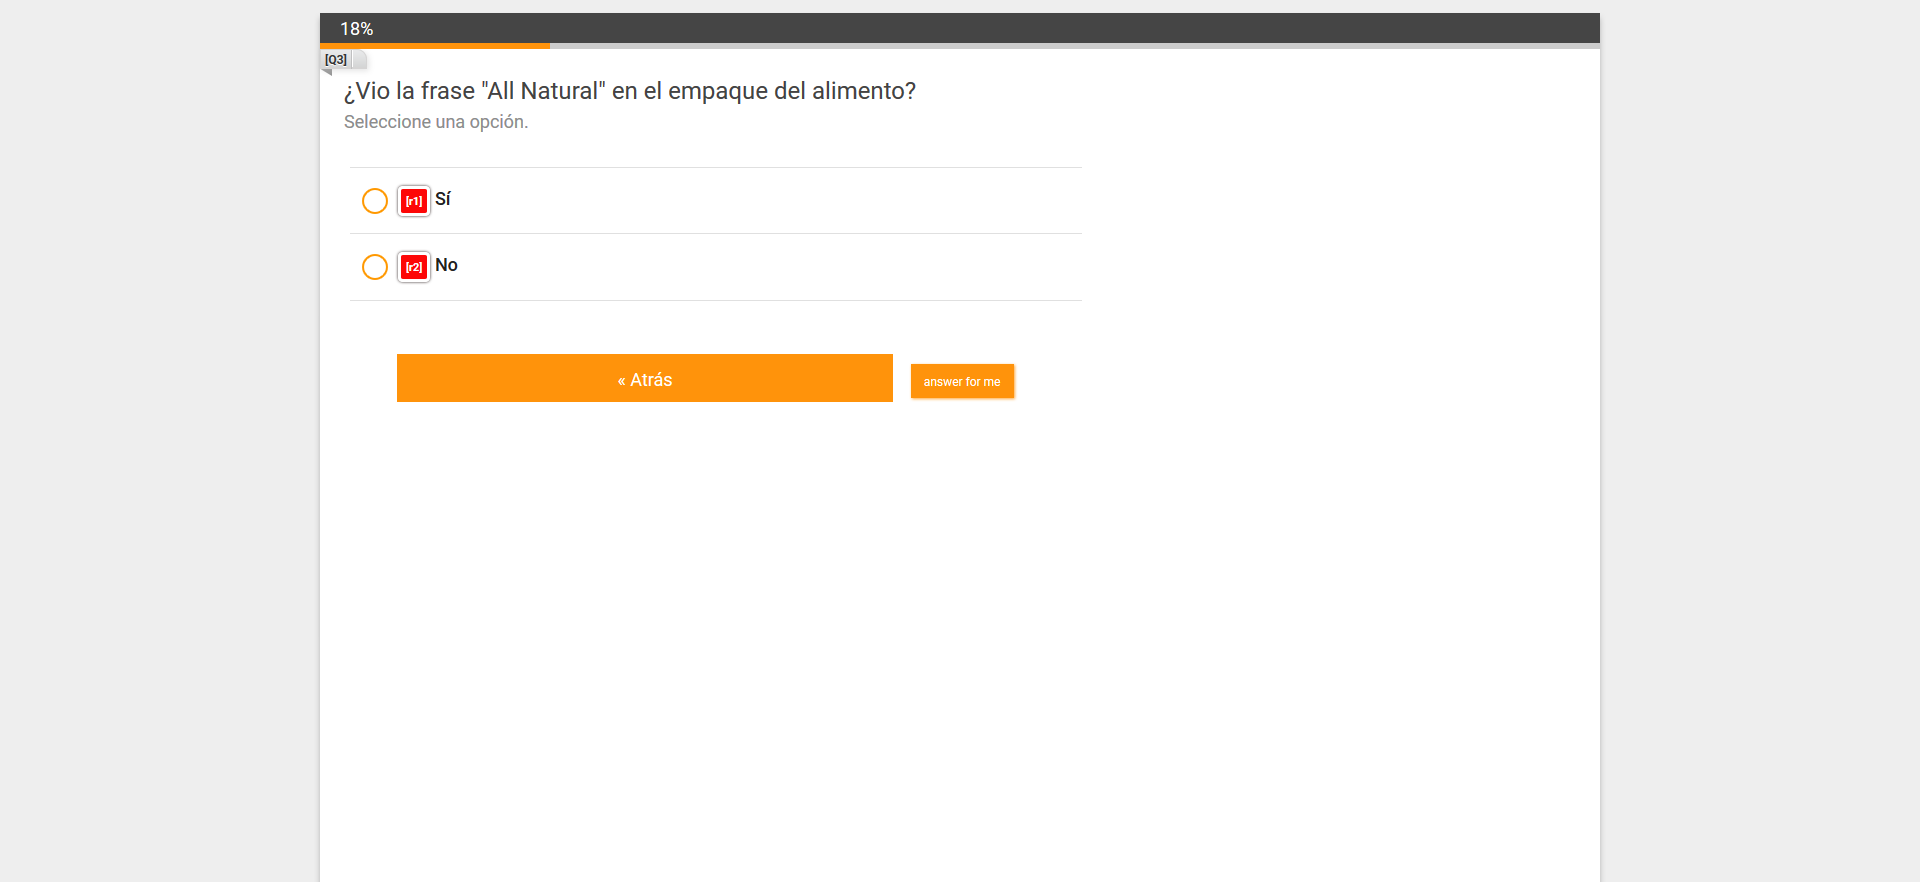 18%
[Q3]
¿Vio la frase "All Natural" en el empaque del alimento?
Seleccione una opción.
[r1] Sí
[r2] No
« Atrás
answer for me